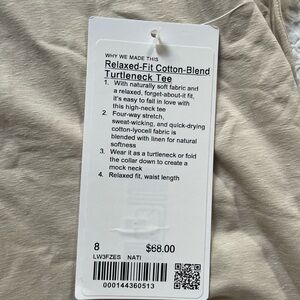 WHY WE MADE THIS
Relaxed-Fit Cotton-Blend
Turtleneck Tee
1. With naturally soft fabric and
a relaxed, forget-about-it fit,
it's easy to fall in love with
this high-neck tee
2. Four-way stretch,
sweat-wicking, and quick-drying
cotton-lyocell fabric is
blended with linen for natural
softness
3. Wear it as a turtleneck or fold
the collar down to create a
mock neck
4. Relaxed fit, waist length
8 $68.00
LW3FZES NATI
000144360513